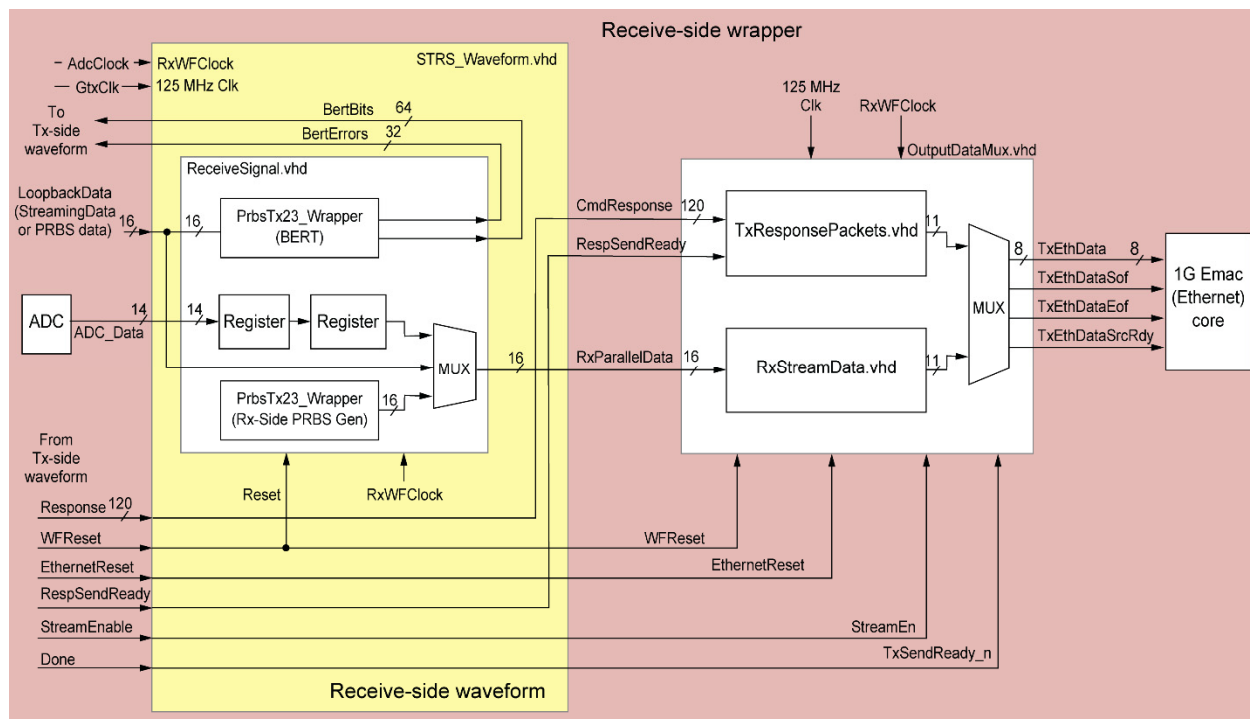 Receive-side wrapper
AdcClock
RxWFClock
STRS_Waveform.vhd
GtxClk
125 MHz Clk
To
Tx-side
waveform
BertBits
64
BertErrors
32
125 MHz
Clk
RxWFClock
OutputDataMux.vhd
ReceiveSignal.vhd
LoopbackData
(StreamingData
or PRBS data)
16
16
PrbsTx23_Wrapper
(BERT)
CmdResponse
120
RespSendReady
TxResponsePackets.vhd
11
MUX
8
TxEthData
8
TxEthDataSof
TxEthDataEof
TxEthDataSrcRdy
1G Emac
(Ethernet)
core
ADC
14
ADC_Data
14
Register
Register
MUX
16
RxParallelData
16
RxStreamData.vhd
11
PrbsTx23_Wrapper
(Rx-Side PRBS Gen)
16
From
Tx-side
waveform
Reset
RxWFClock
Response
120
WFReset
WFReset
EthernetReset
EthernetReset
RespSendReady
StreamEnable
StreamEn
Done
TxSendReady_n
Receive-side waveform